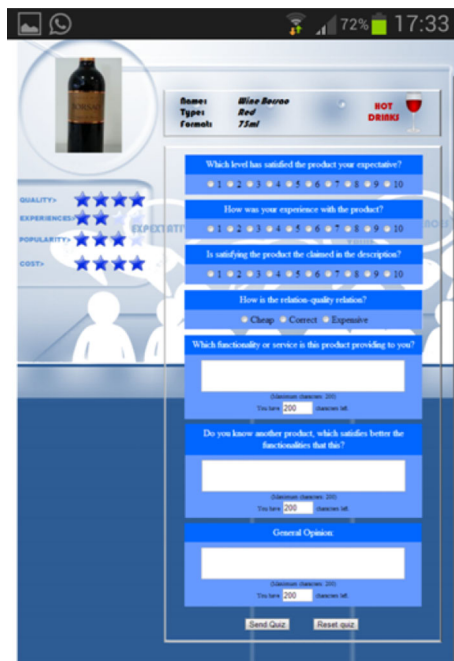 72% 17:33
BORSAO
Name: Wine Borsao
Type: Red
Format: 75ml
HOT
DRINKS
QUALITY>
EXPERIENCES>
POPULARITY>
COST>
Which level has satisfied the product your expectative?
1 2 3 4 5 6 7 8 9 10
How was your experience with the product?
1 2 3 4 5 6 7 8 9 10
Is satisfying the product the claimed in the description?
1 2 3 4 5 6 7 8 9 10
How is the relation-quality relation?
Cheap Correct Expensive
Which functionality or service is this product providing to you?
(Maximum characters: 200)
You have 200 characters left.
Do you know another product, which satisfies better the
functionalities that this?
(Maximum characters: 200)
You have 200 characters left.
General Opinion:
(Maximum characters: 200)
You have 200 characters left.
Send Quiz Reset quiz